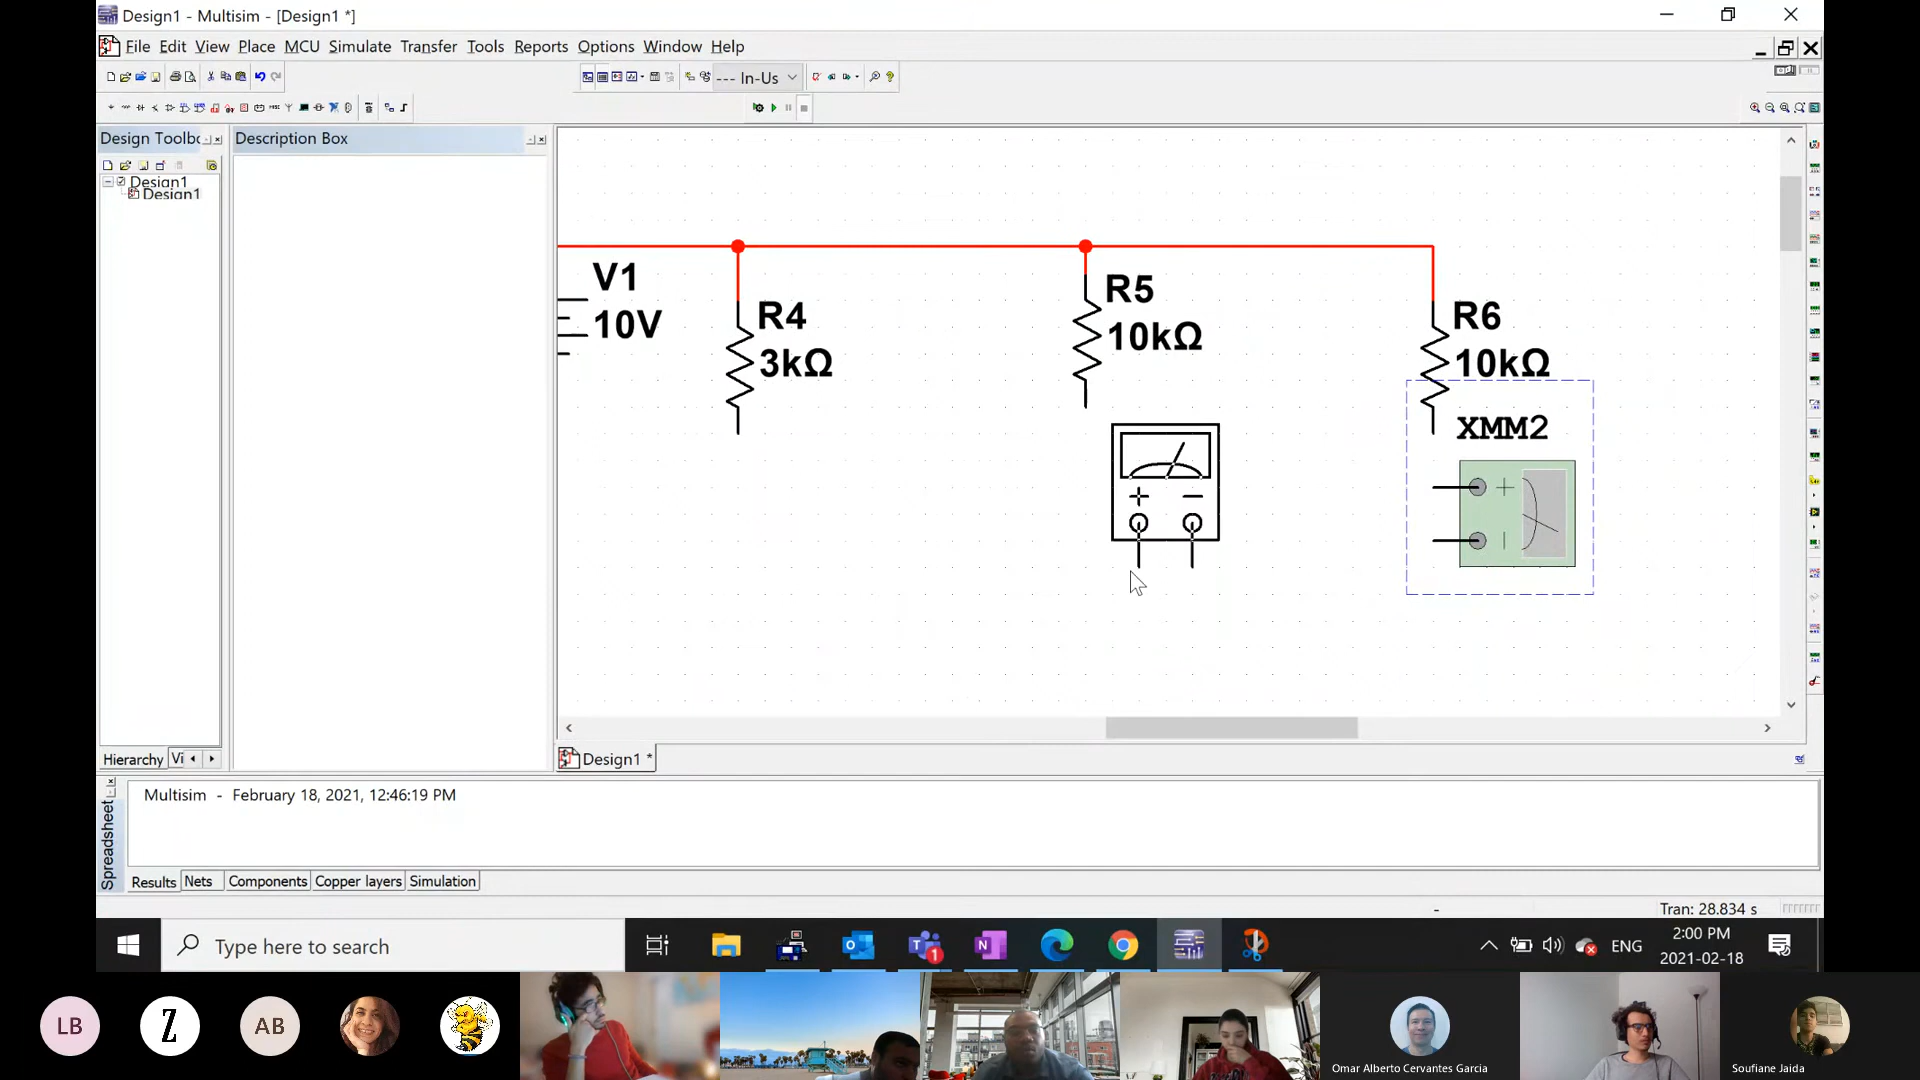 Design1 - Multisim - [Design1 *]
File Edit View Place MCU Simulate Transfer Tools Reports Options Window Help
--- In-Us
Design Toolbo
Description Box
Design1
Design1
V1
10V
R4
3kΩ
R5
10kΩ
R6
10kΩ
XMM2
Hierarchy Vi
Design1 *
Multisim - February 18, 2021, 12:46:19 PM
Spreadsheet
Results Nets Components Copper layers Simulation
- Tran: 28.834 s
Type here to search
1
ENG
2:00 PM
2021-02-18
LB
Z
AB
Omar Alberto Cervantes Garcia
Soufiane Jaida